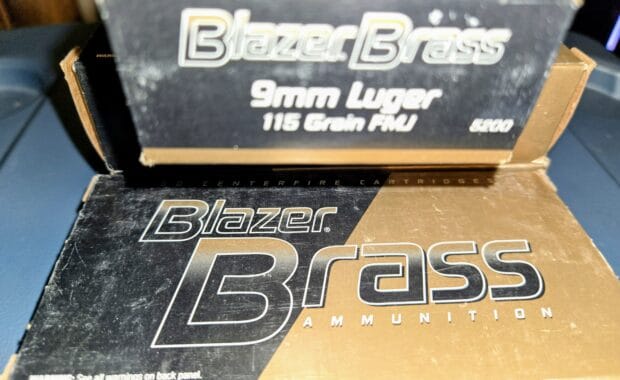 Blazer Brass
9mm Luger
115 Grain FMJ 5200
CENTERFIRE CARTRIDGES
Blazer®
Brass
AMMUNITION
WARNING: See all warnings on back panel.